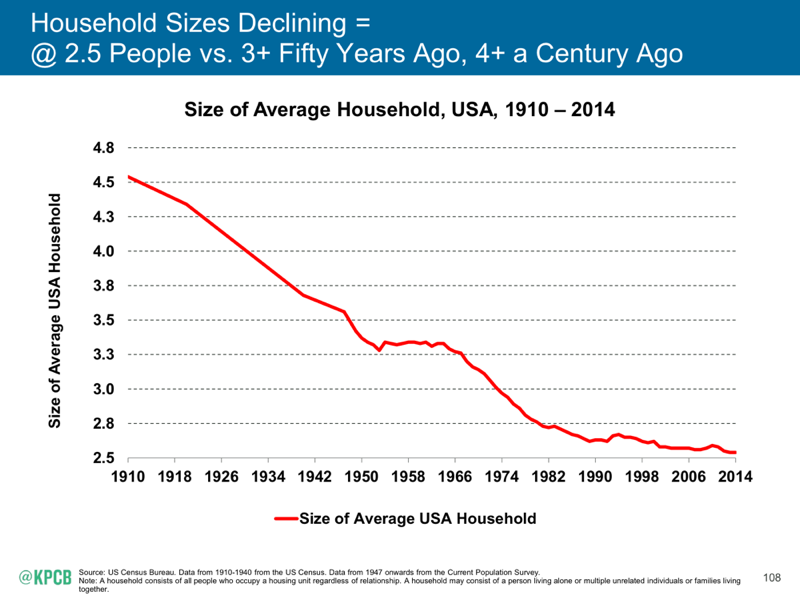 Household Sizes Declining =
@ 2.5 People vs. 3+ Fifty Years Ago, 4+ a Century Ago
Size of Average Household, USA, 1910 – 2014
Size of Average USA Household
4.8
4.5
4.3
4.0
3.8
3.5
3.3
3.0
2.8
2.5
1910 1918 1926 1934 1942 1950 1958 1966 1974 1982 1990 1998 2006 2014
Size of Average USA Household
@KPCB
Source: US Census Bureau. Data from 1910-1940 from the US Census. Data from 1947 onwards from the Current Population Survey.
Note: A household consists of all people who occupy a housing unit regardless of relationship. A household may consist of a person living alone or multiple unrelated individuals or families living
together.
108